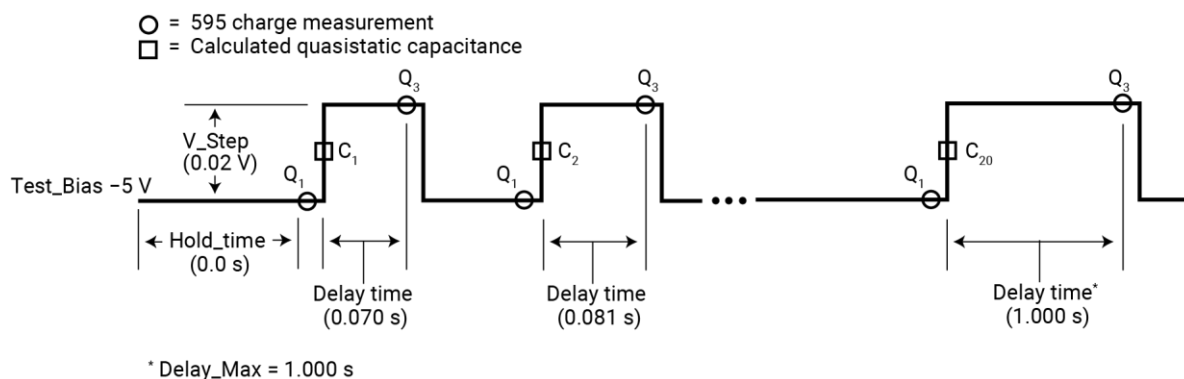 = 595 charge measurement
= Calculated quasistatic capacitance
Q3
Q3
Q3
V_Step
(0.02 V)
C1
C2
C20
Test_Bias −5 V
Q1
Q1
Q1
Hold_time
(0.0 s)
Delay time
(0.070 s)
Delay time
(0.081 s)
Delay time*
(1.000 s)
* Delay_Max = 1.000 s